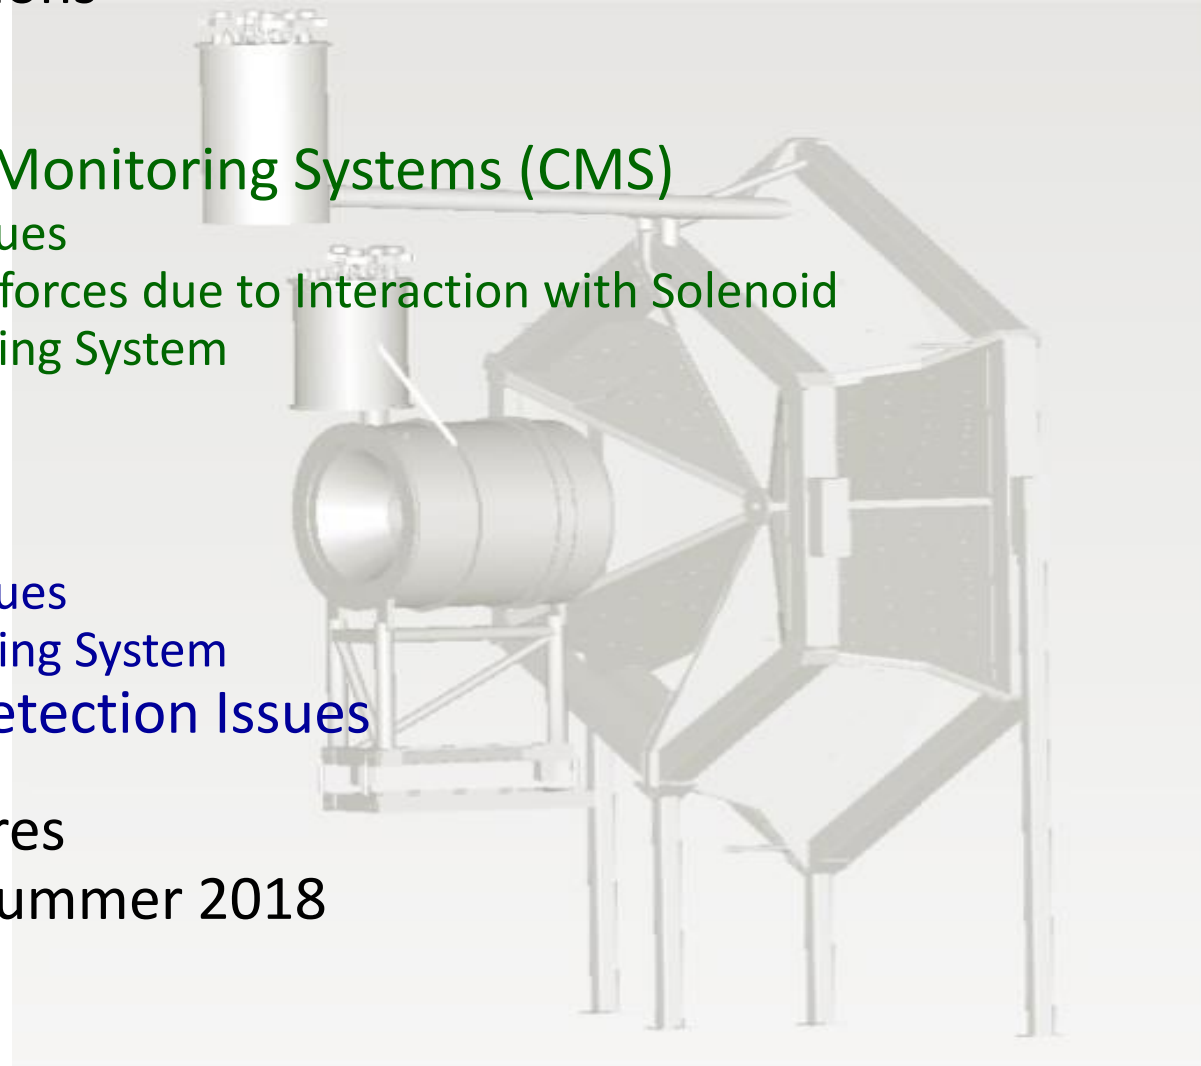 Monitoring Systems (CMS)
ues
forces due to Interaction with Solenoid
ing System
ues
ing System
etection Issues
res
ummer 2018